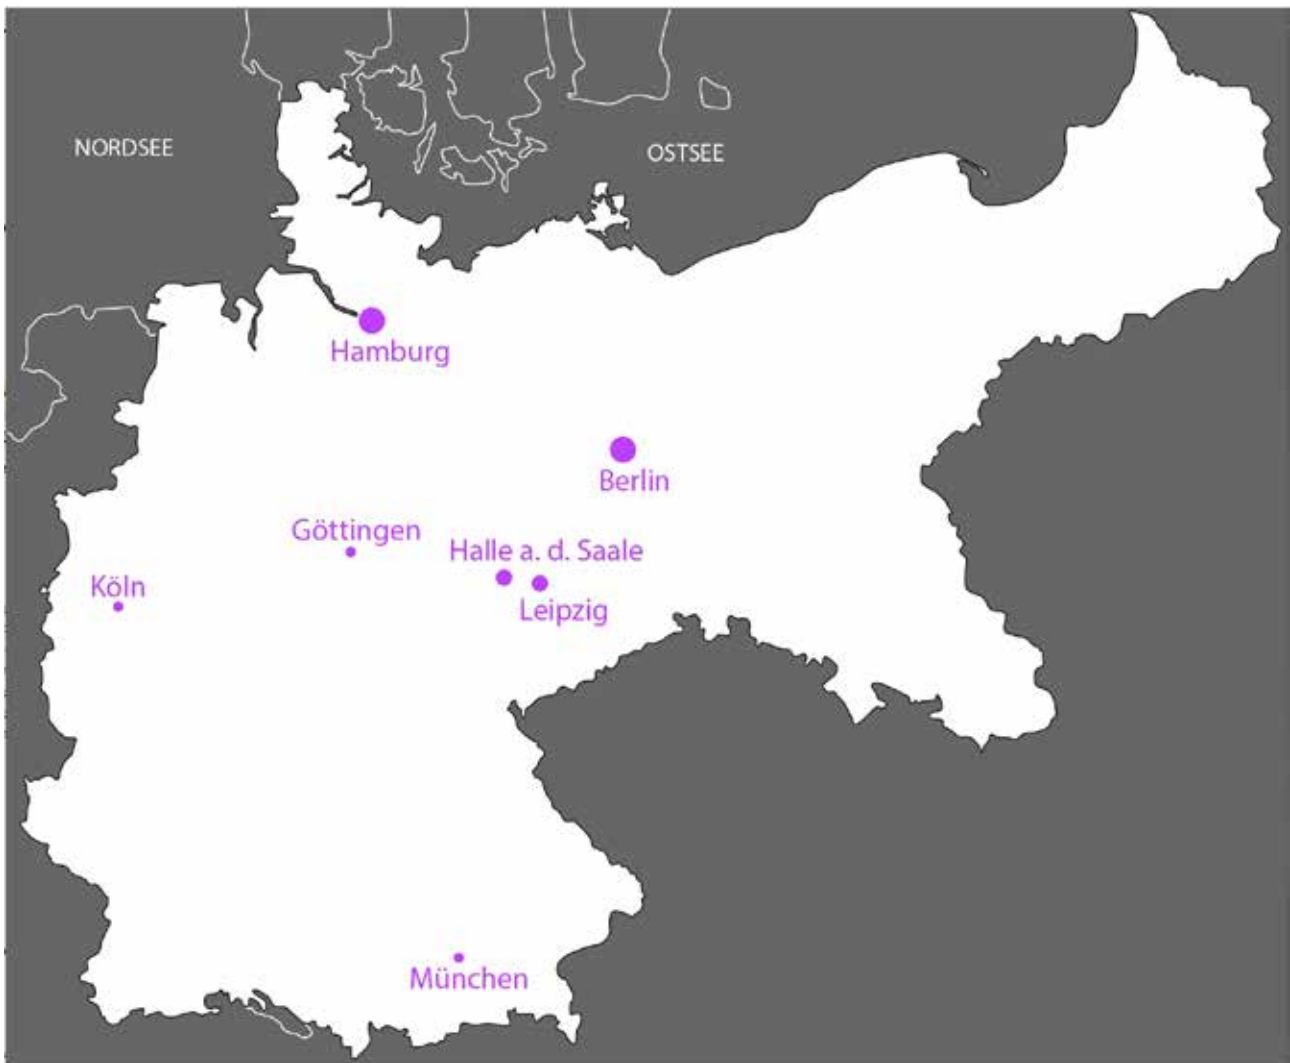 NORDSEE
OSTSEE
Hamburg
Berlin
Göttingen
Halle a. d. Saale
Köln
Leipzig
München